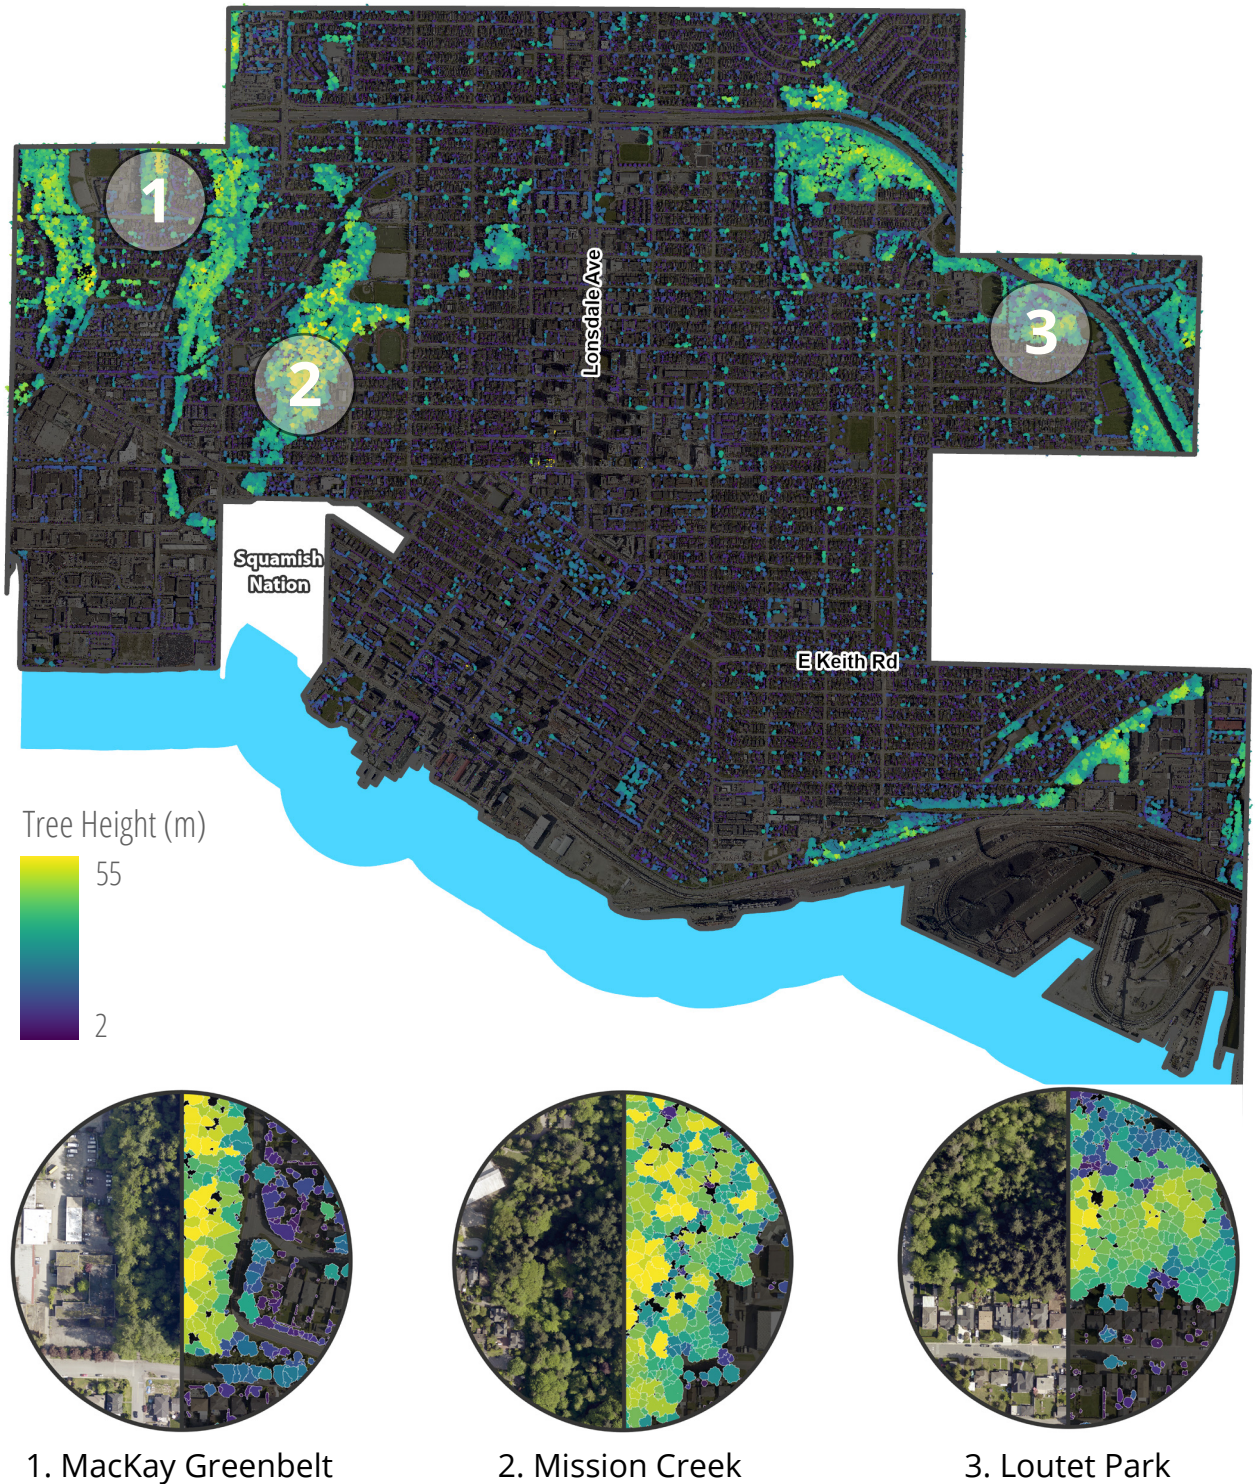 1
2
3
Lonsdale Ave
Squamish
Nation
E Keith Rd
Tree Height (m)
55
2
1. MacKay Greenbelt
2. Mission Creek
3. Loutet Park